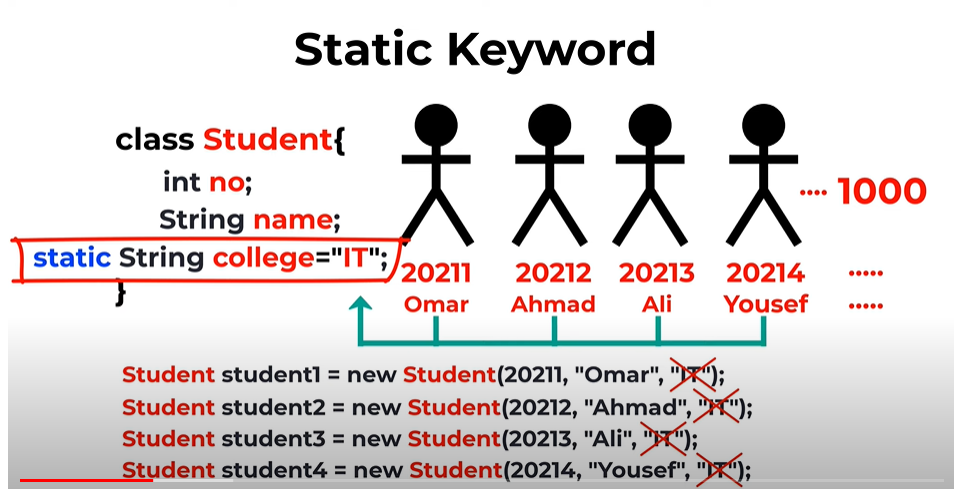 Static Keyword
class Student{
int no;
String name;
static String college="IT";
}
.... 1000
20211 20212 20213 20214 .....
Omar Ahmad Ali Yousef .....
Student student1 = new Student(20211, "Omar", "IT");
Student student2 = new Student(20212, "Ahmad", "IT");
Student student3 = new Student(20213, "Ali", "IT");
Student student4 = new Student(20214, "Yousef", "IT");